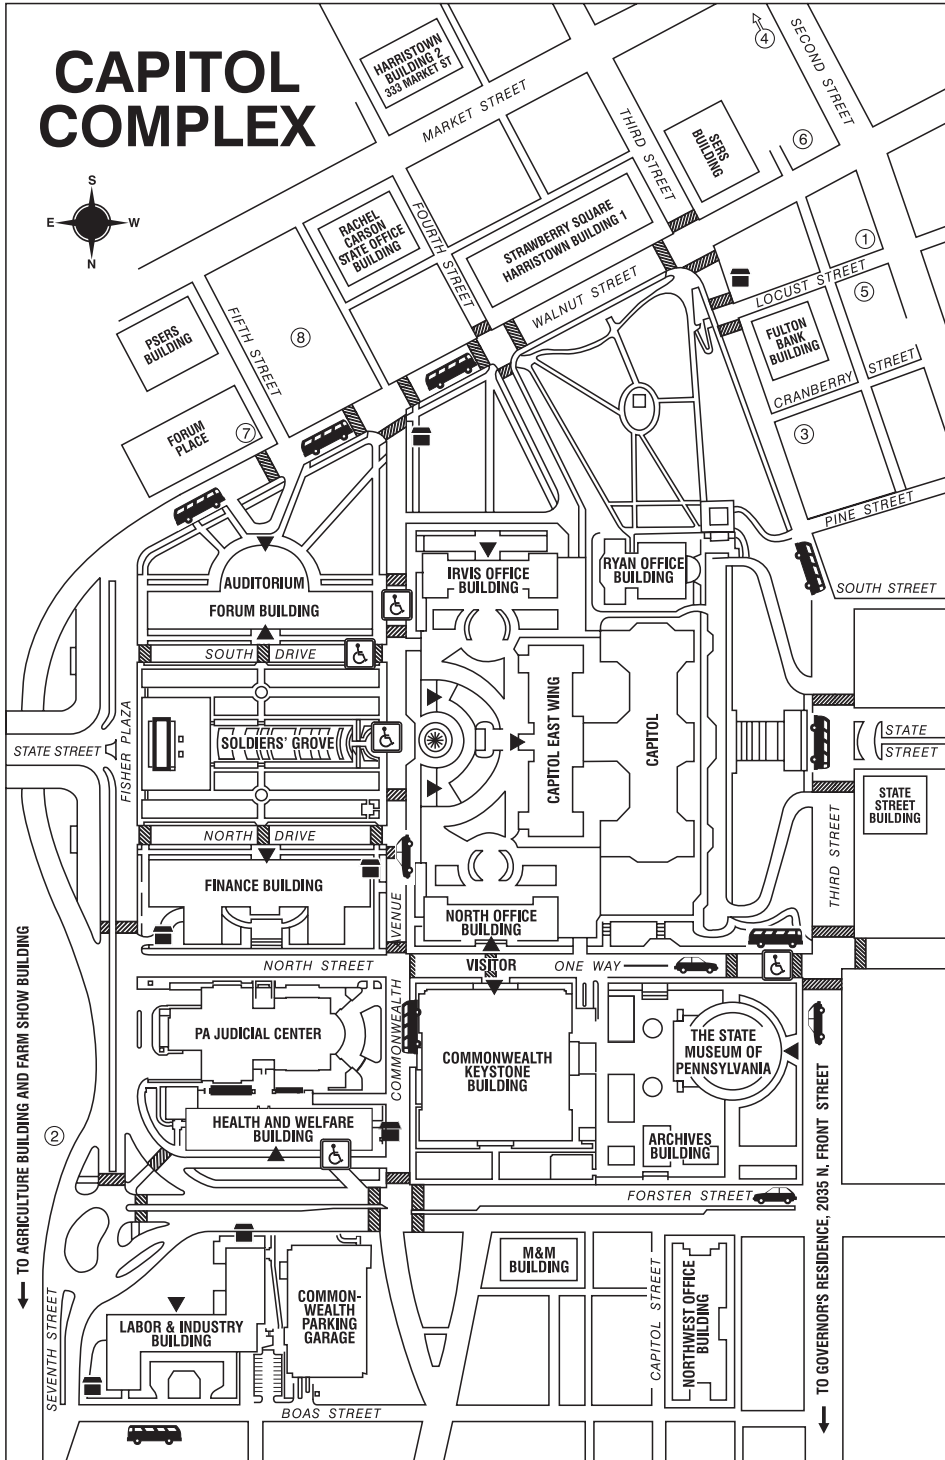 CAPITOL
COMPLEX
S
E
W
N
HARRISTOWN
BUILDING 2
333 MARKET ST
MARKET STREET
4
SECOND STREET
THIRD STREET
SERS
BUILDING
6
RACHEL
CARSON
STATE OFFICE
BUILDING
FOURTH STREET
STRAWBERRY SQUARE
HARRISTOWN BUILDING 1
WALNUT STREET
1
LOCUST STREET
5
PSERS
BUILDING
FIFTH STREET
8
FULTON
BANK
BUILDING
CRANBERRY STREET
FORUM
PLACE
7
3
PINE STREET
AUDITORIUM
FORUM BUILDING
IRVIS OFFICE
BUILDING
RYAN OFFICE
BUILDING
SOUTH STREET
SOUTH DRIVE
FISHER PLAZA
STATE STREET
SOLDIERS' GROVE
CAPITOL EAST WING
CAPITOL
STATE
STREET
STATE
STREET
BUILDING
NORTH DRIVE
THIRD STREET
FINANCE BUILDING
NORTH OFFICE
BUILDING
COMMONWEALTH AVENUE
NORTH STREET
VISITOR
ONE WAY
PA JUDICIAL CENTER
COMMONWEALTH
KEYSTONE
BUILDING
THE STATE
MUSEUM OF
PENNSYLVANIA
HEALTH AND WELFARE
BUILDING
ARCHIVES
BUILDING
2
TO AGRICULTURE BUILDING AND FARM SHOW BUILDING
FORSTER STREET
TO GOVERNOR'S RESIDENCE, 2035 N. FRONT STREET
M&M
BUILDING
CAPITOL STREET
NORTHWEST OFFICE
BUILDING
COMMON-
WEALTH
PARKING
GARAGE
LABOR & INDUSTRY
BUILDING
SEVENTH STREET
BOAS STREET